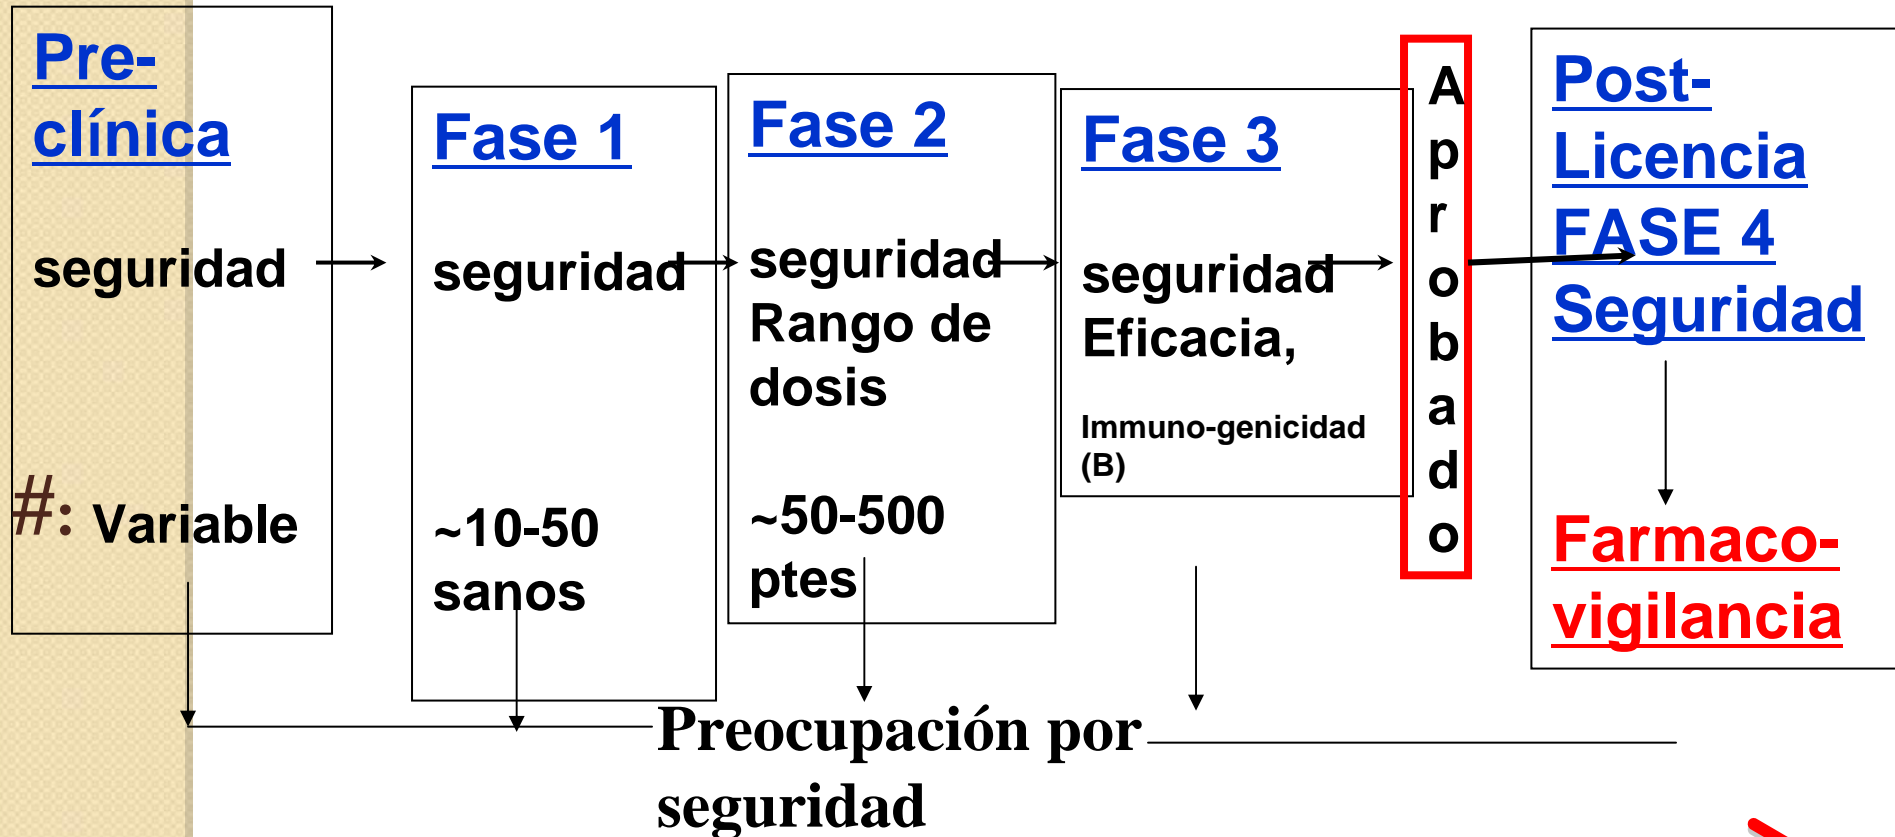 Pre-
clínica
seguridad
#: Variable
Fase 1
seguridad
~10-50
sanos
Fase 2
seguridad
Rango de
dosis
~50-500
ptes
Fase 3
seguridad
Eficacia,
Immuno-genicidad
(B)
A
p
r
o
b
a
d
o
Post-
Licencia
FASE 4
Seguridad
Farmaco-
vigilancia
Preocupación por
seguridad